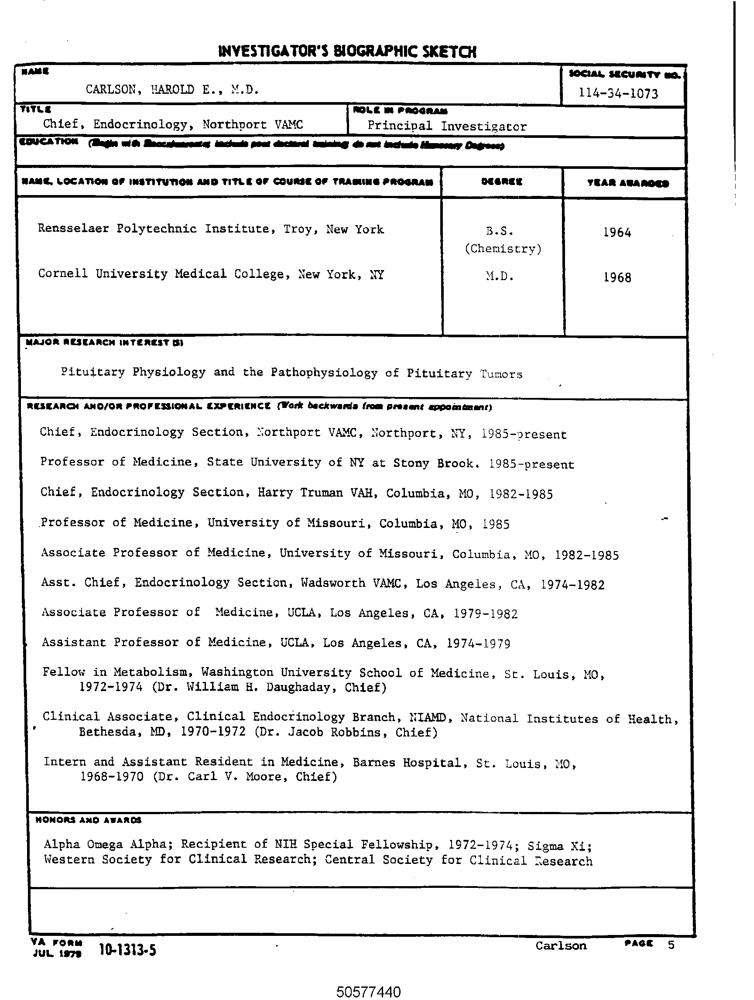 INVESTIGATOR'S BIOGRAPHIC SKETCH
NAME
SOCIAL SECURITY NO.
CARLSON, HAROLD E., M.D.
114-34-1073
TITLE
ROLE IN PROGRAM
Chief, Endocrinology, Northport VAMC
Principal Investigator
EDUCATION (Begin with Baccalaureate; include post doctoral training; do not include Honorary Degrees)
NAME, LOCATION OF INSTITUTION AND TITLE OF COURSE OF TRAINING PROGRAM
DEGREE
YEAR AWARDED
Rensselaer Polytechnic Institute, Troy, New York
B.S.
1964
(Chemistry)
Cornell University Medical College, New York, NY
M.D.
1968
MAJOR RESEARCH INTEREST(S)
Pituitary Physiology and the Pathophysiology of Pituitary Tumors
RESEARCH AND/OR PROFESSIONAL EXPERIENCE (Work backwards from present appointment)
Chief, Endocrinology Section, Northport VAMC, Northport, NY, 1985-present
Professor of Medicine, State University of NY at Stony Brook. 1985-present
Chief, Endocrinology Section, Harry Truman VAH, Columbia, MO, 1982-1985
Professor of Medicine, University of Missouri, Columbia, MO, 1985
Associate Professor of Medicine, University of Missouri, Columbia, MO, 1982-1985
Asst. Chief, Endocrinology Section, Wadsworth VAMC, Los Angeles, CA, 1974-1982
Associate Professor of Medicine, UCLA, Los Angeles, CA, 1979-1982
Assistant Professor of Medicine, UCLA, Los Angeles, CA, 1974-1979
Fellow in Metabolism, Washington University School of Medicine, St. Louis, MO,
1972-1974 (Dr. William H. Daughaday, Chief)
Clinical Associate, Clinical Endocrinology Branch, NIAMD, National Institutes of Health,
Bethesda, MD, 1970-1972 (Dr. Jacob Robbins, Chief)
Intern and Assistant Resident in Medicine, Barnes Hospital, St. Louis, MO,
1968-1970 (Dr. Carl V. Moore, Chief)
HONORS AND AWARDS
Alpha Omega Alpha; Recipient of NIH Special Fellowship, 1972-1974; Sigma Xi;
Western Society for Clinical Research; Central Society for Clinical Research
VA FORM
JUL 1979 10-1313-5
Carlson PAGE 5
50577440